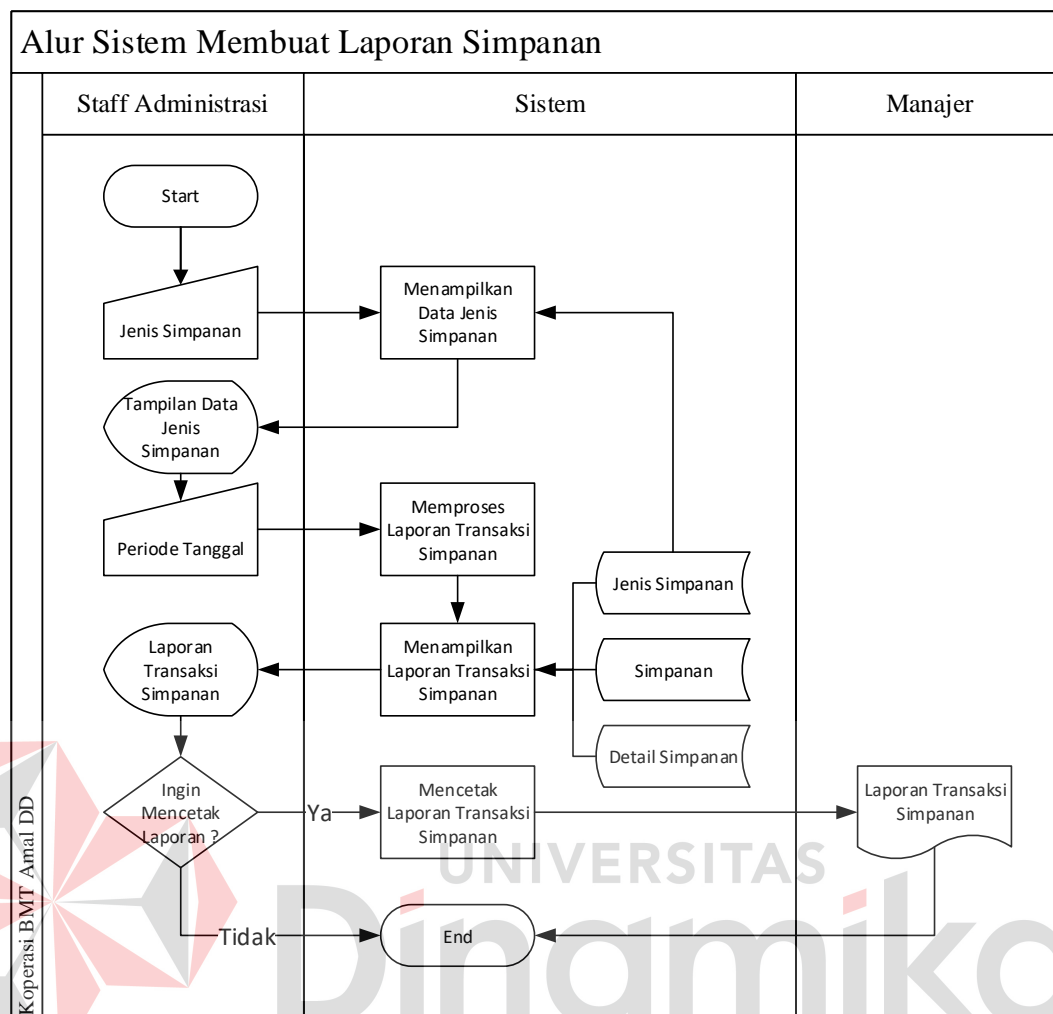 Alur Sistem Membuat Laporan Simpanan
Staff Administrasi
Sistem
Manajer
Start
Jenis Simpanan
Menampilkan
Data Jenis
Simpanan
Tampilan Data
Jenis
Simpanan
Periode Tanggal
Memproses
Laporan Transaksi
Simpanan
Jenis Simpanan
Laporan
Transaksi
Simpanan
Menampilkan
Laporan Transaksi
Simpanan
Simpanan
Detail Simpanan
Ingin
Mencetak
Laporan ?
Ya
Mencetak
Laporan Transaksi
Simpanan
Laporan Transaksi
Simpanan
Tidak
End
Koperasi BMT Amal DD
UNIVERSITAS
Dinamika